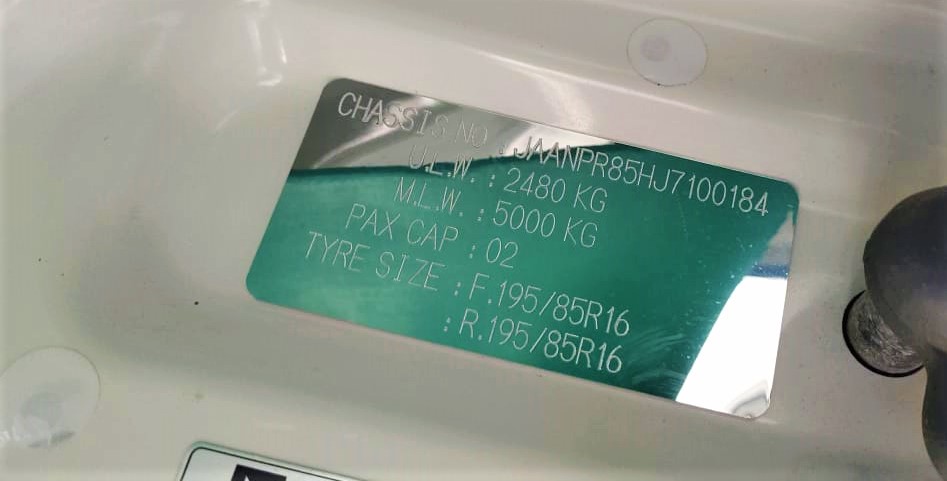 CHASSIS NO : JAANPR85HJ7100184
U.L.W. : 2480 KG
M.L.W. : 5000 KG
PAX CAP : 02
TYRE SIZE : F.195/85R16
: R.195/85R16